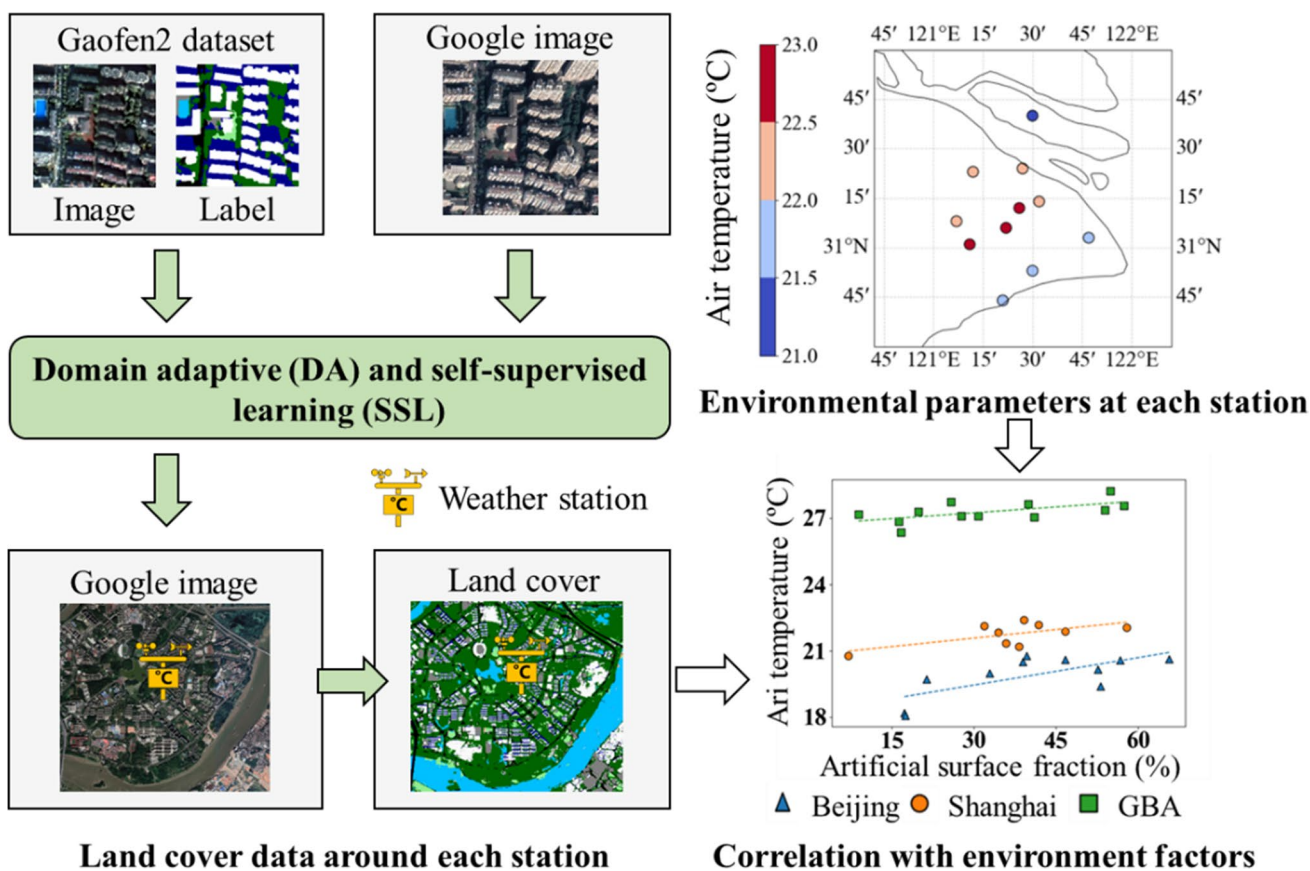 Gaofen2 dataset
Image
Label
Google image
Domain adaptive (DA) and self-supervised
learning (SSL)
°C
Weather station
Google image
°C
Land cover
°C
Land cover data around each station
Air temperature (°C)
23.0
22.5
22.0
21.5
21.0
45′ 121°E 15′ 30′ 45′ 122°E
45′ 45′
30′ 30′
15′ 15′
31°N 31°N
45′ 45′
45′ 121°E 15′ 30′ 45′ 122°E
Environmental parameters at each station
Ari temperature (°C)
27
24
21
18
15 30 45 60
Artificial surface fraction (%)
Beijing Shanghai GBA
Correlation with environment factors